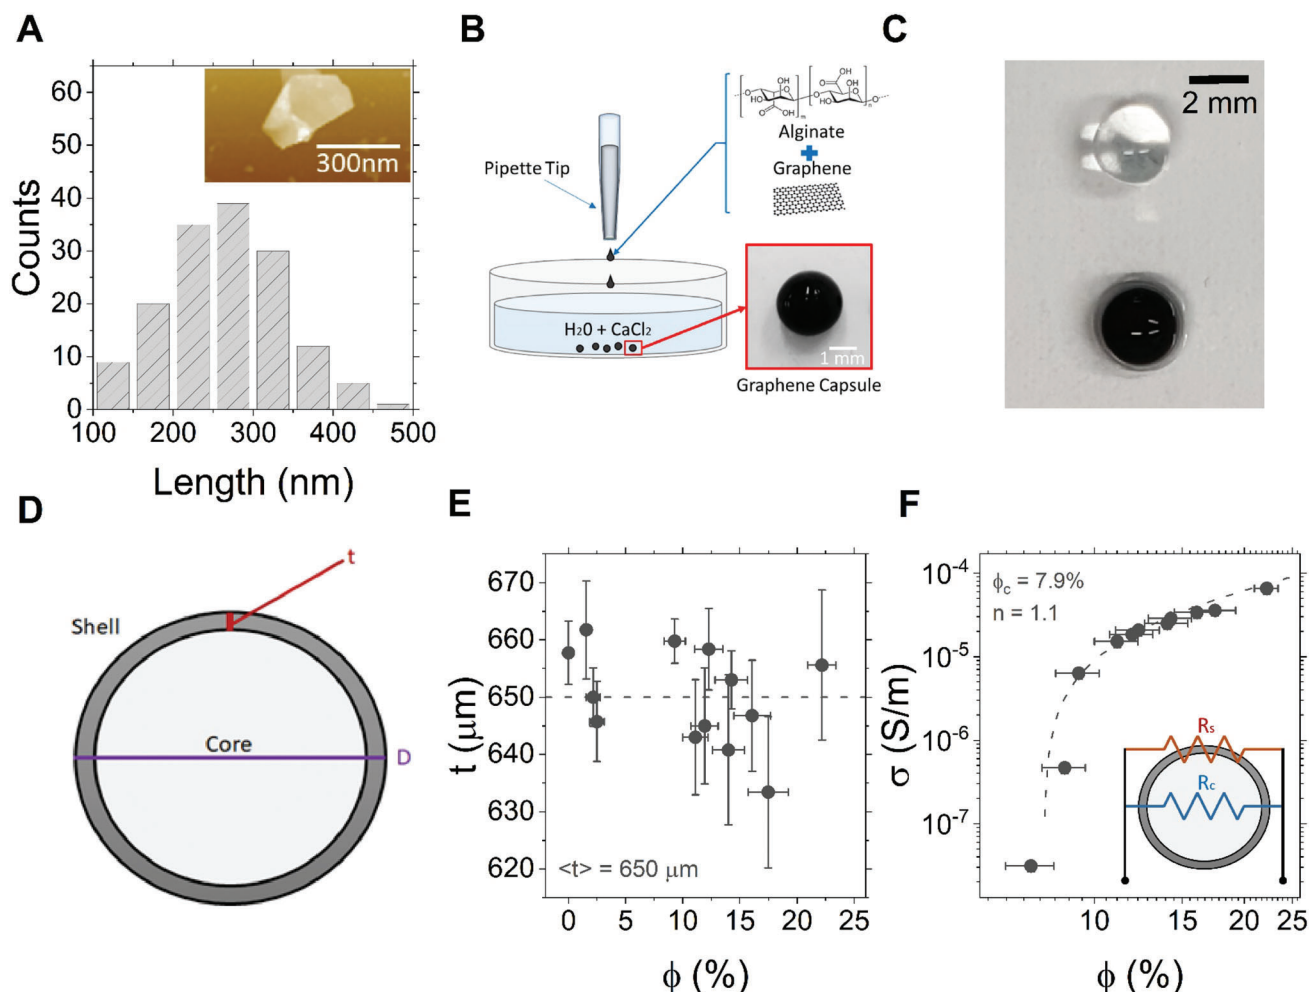 A
Counts
60
50
40
30
20
10
0
100 200 300 400 500
Length (nm)
300nm
B
Pipette Tip
Alginate
Graphene
H₂0 + CaCl₂
1 mm
Graphene Capsule
C
2 mm
D
t
Shell
Core
D
E
t (μm)
670
660
650
640
630
620
<t> = 650 μm
0 5 10 15 20 25
ϕ (%)
F
σ (S/m)
10⁻⁴
10⁻⁵
10⁻⁶
10⁻⁷
ϕc = 7.9%
n = 1.1
Rs
Rc
10 15 20 25
ϕ (%)